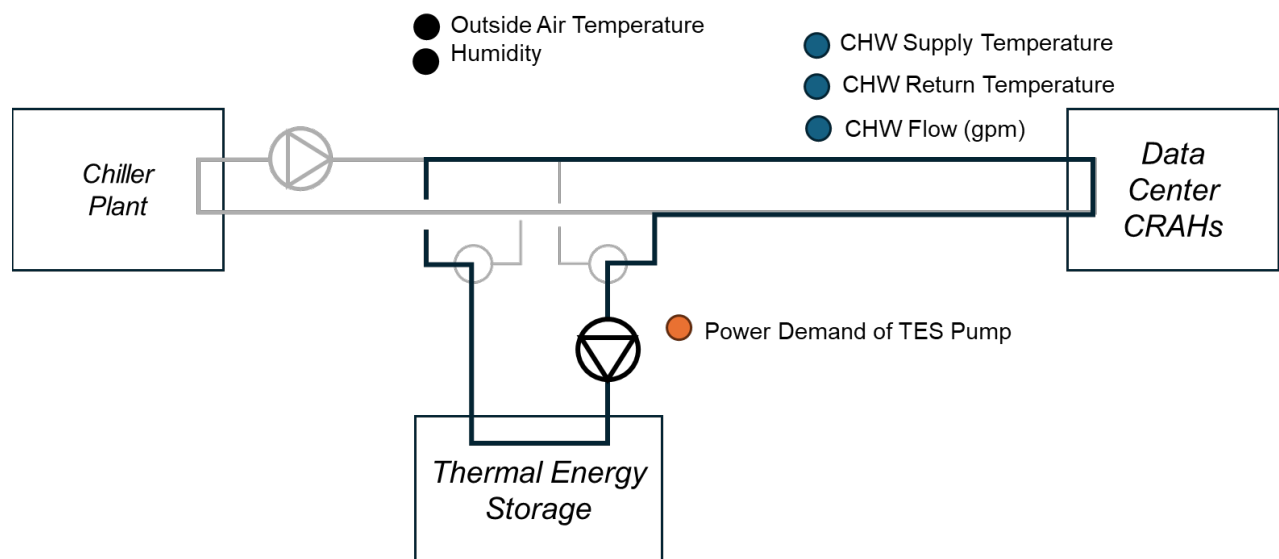 Outside Air Temperature
Humidity
CHW Supply Temperature
CHW Return Temperature
CHW Flow (gpm)
Chiller
Plant
Data
Center
CRAHs
Power Demand of TES Pump
Thermal Energy
Storage